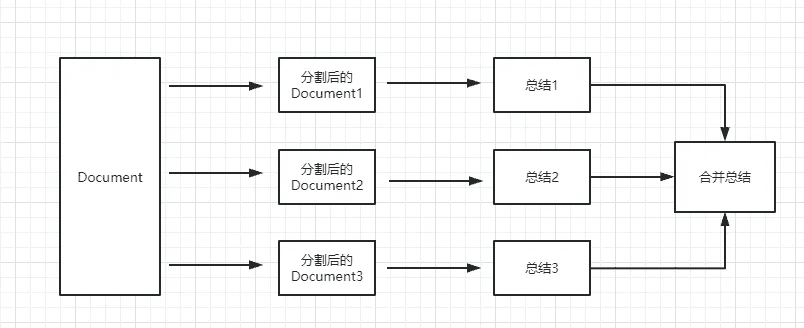 Document
分割后的
Document1
总结1
分割后的
Document2
总结2
合并总结
分割后的
Document3
总结3